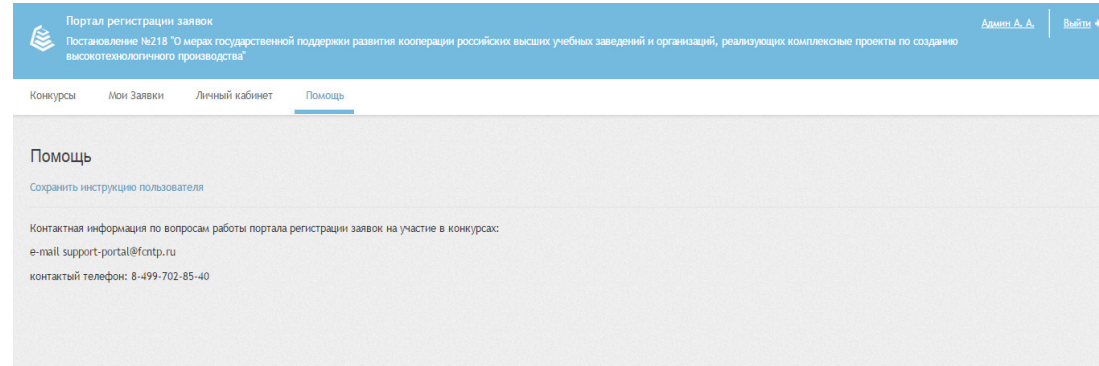 Портал регистрации заявок
Постановление №218 "О мерах государственной поддержки развития кооперации российских высших учебных заведений и организаций, реализующих комплексные проекты по созданию
высокотехнологичного производства"
Админ А. А.
Выйти
Конкурсы
Мои Заявки
Личный кабинет
Помощь
Помощь
Сохранить инструкцию пользователя
Контактная информация по вопросам работы портала регистрации заявок на участие в конкурсах:
e-mail support-portal@fcntp.ru
контактый телефон: 8-499-702-85-40